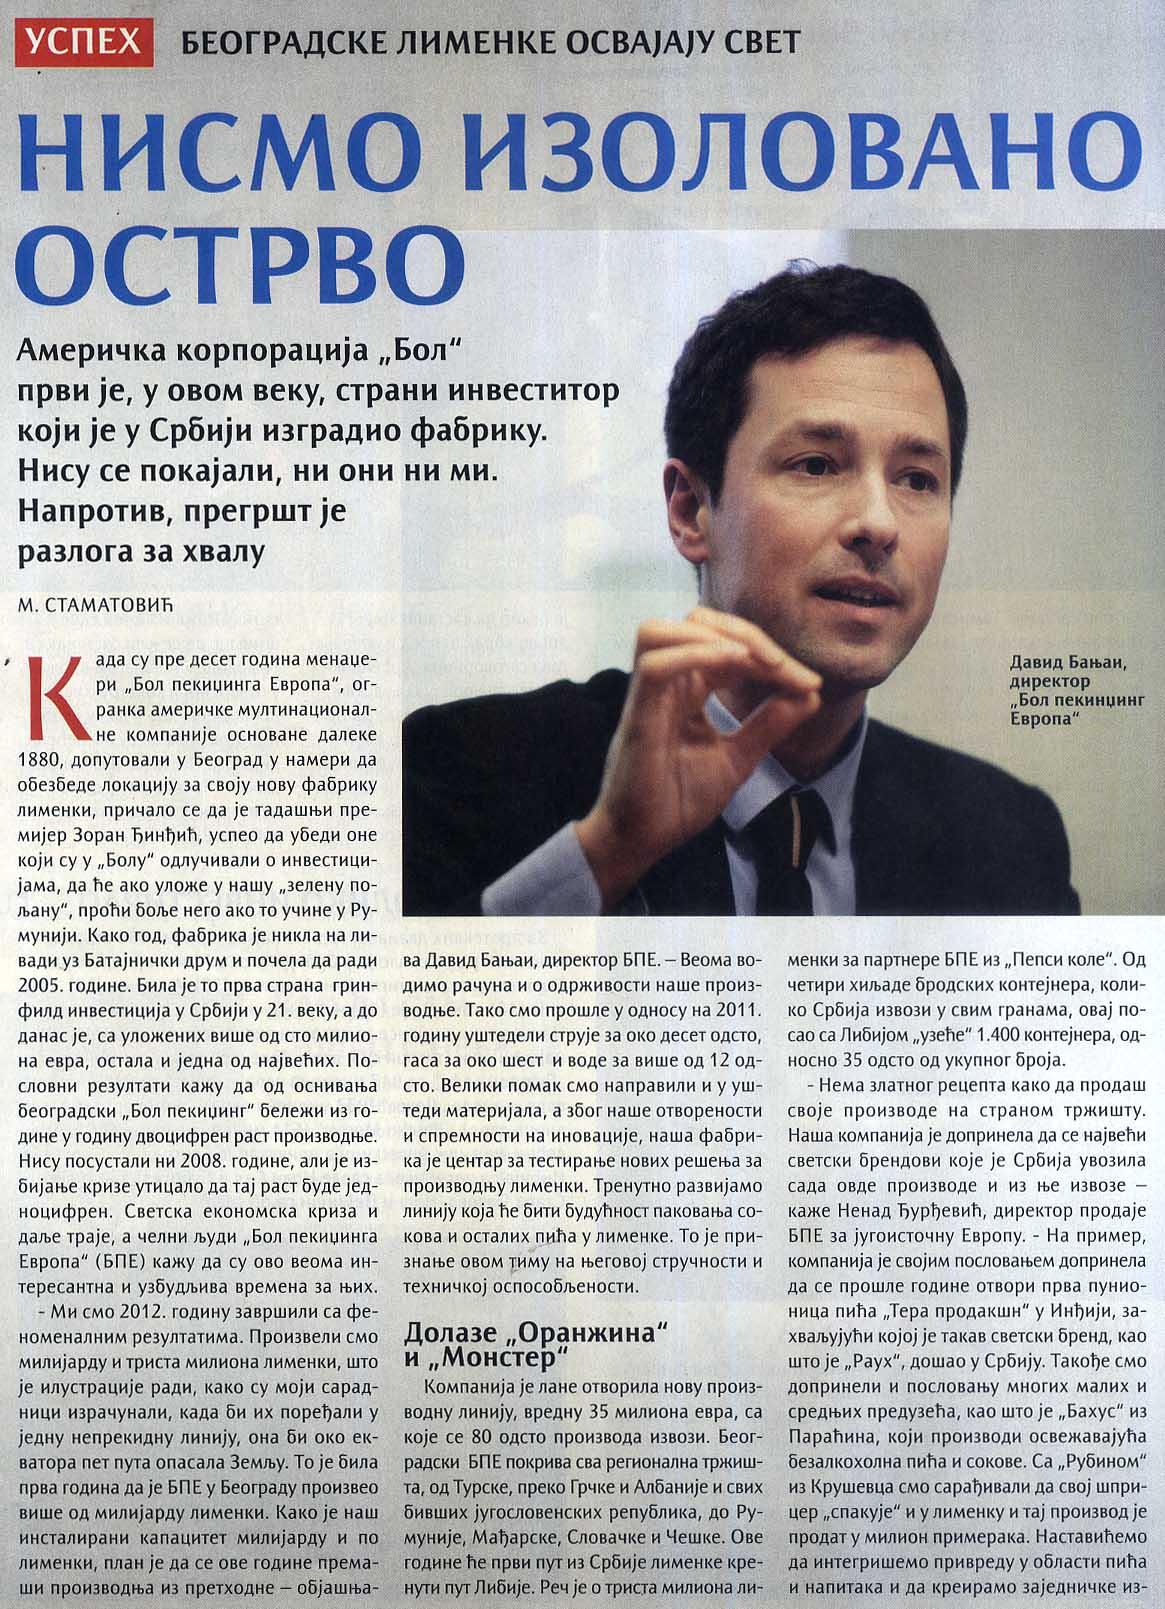 УСПЕХ БЕОГРАДСКЕ ЛИМЕНКЕ ОСВАЈАЈУ СВЕТ
НИСМО ИЗОЛОВАНО
ОСТРВО
Америчка корпорација „Бол“
први је, у овом веку, страни инвеститор
који је у Србији изградио фабрику.
Нису се покајали, ни они ни ми.
Напротив, прегршт је
разлога за хвалу
М. СТАМАТОВИЋ
Када су пре десет година менаџе-
ри „Бол пекиџинга Европа“, ог-
ранка америчке мултинационал-
не компаније основане далеке
1880, допутовали у Београд у намери да
обезбеде локацију за своју нову фабрику
лименки, причало се да је тадашњи пре-
мијер Зоран Ђинђић, успео да убеди оне
који су у „Болу“ одлучивали о инвестици-
јама, да ће ако уложе у нашу „зелену по-
љану“, проћи боље него ако то учине у Ру-
мунији. Како год, фабрика је никла на ли-
вади уз Батајнички друм и почела да ради
2005. године. Била је то прва страна грин-
филд инвестиција у Србији у 21. веку, а до
данас је, са уложених више од сто милио-
на евра, остала и једна од највећих. По-
словни резултати кажу да од оснивања
београдски „Бол пекиџинг“ бележи из го-
дине у годину двоцифрен раст производње.
Нису посустали ни 2008. године, али је из-
бијање кризе утицало да тај раст буде јед-
ноцифрен. Светска економска криза и
даље траје, а челни људи „Бол пекиџинга
Европа“ (БПЕ) кажу да су ово веома ин-
тересантна и узбудљива времена за њих.
- Ми смо 2012. годину завршили са фе-
номеналним резултатима. Произвели смо
милијарду и триста милиона лименки, што
је илустрације ради, како су моји сарад-
ници израчунали, када би их поређали у
једну непрекидну линију, она би око ек-
ватора пет пута опасала Земљу. То је била
прва година да је БПЕ у Београду произвео
више од милијарду лименки. Како је наш
инсталирани капацитет милијарду и по
лименки, план је да се ове године према-
ши производња из претходне – објашња-
Давид Бањаи,
директор
„Бол пекинџинг
Европа“
ва Давид Бањаи, директор БПЕ. – Веома во-
димо рачуна и о одрживости наше произ-
водње. Тако смо прошле у односу на 2011.
годину уштедели струје за око десет одсто,
гаса за око шест и воде за више од 12 од-
сто. Велики помак смо направили и у уш-
теди материјала, а због наше отворености
и спремности на иновације, наша фабри-
ка је центар за тестирање нових решења за
производњу лименки. Тренутно развијамо
линију која ће бити будућност паковања со-
кова и осталих пића у лименке. То је при-
знање овом тиму на његовој стручности и
техничкој оспособљености.
Долазе „Оранжина“
и „Монстер“
Компанија је лане отворила нову произ-
водну линију, вредну 35 милиона евра, са
које се 80 одсто производа извози. Беог-
радски БПЕ покрива сва регионална тржиш-
та, од Турске, преко Грчке и Албаније и свих
бивших југословенских република, до Ру-
муније, Мађарске, Словачке и Чешке. Ове
године ће први пут из Србије лименке кре-
нути пут Либије. Реч је о триста милиона ли-
менки за партнере БПЕ из „Пепси коле“. Од
четири хиљаде бродских контејнера, коли-
ко Србија извози у свим гранама, овај по-
сао са Либијом „узеће“ 1.400 контејнера, од-
носно 35 одсто од укупног броја.
- Нема златног рецепта како да продаш
своје производе на страном тржишту.
Наша компанија је допринела да се највећи
светски брендови које је Србија увозила
сада овде производе и из ње извозе –
каже Ненад Ђурђевић, директор продаје
БПЕ за југоисточну Европу. - На пример,
компанија је својим пословањем допринела
да се прошле године отвори прва пунио-
ница пића „Тера продакшн“ у Инђији, за-
хваљујући којој је такав светски бренд, као
што је „Раух“, дошао у Србију. Такође смо
допринели и пословању многих малих и
средњих предузећа, као што је „Бахус“ из
Параћина, који производи освежавајућа
безалкохолна пића и сокове. Са „Рубином“
из Крушевца смо сарађивали да свој шпри-
цер „спакује“ и у лименку и тај производ је
продат у милион примерака. Наставићемо
да интегришемо привреду у области пића
и напитака и да креирамо заједничке из-